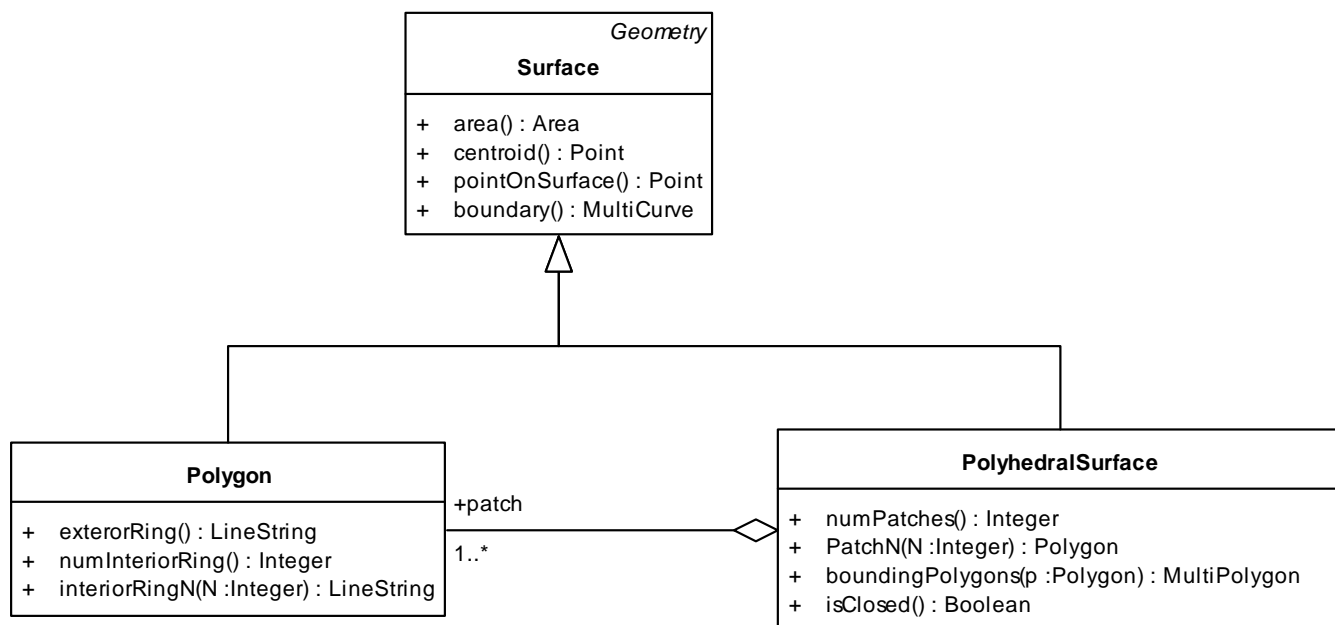 Geometry
Surface
+ area() : Area
+ centroid() : Point
+ pointOnSurface() : Point
+ boundary() : MultiCurve
Polygon
+ exterorRing() : LineString
+ numInteriorRing() : Integer
+ interiorRingN(N :Integer) : LineString
+patch
1..*
PolyhedralSurface
+ numPatches() : Integer
+ PatchN(N :Integer) : Polygon
+ boundingPolygons(p :Polygon) : MultiPolygon
+ isClosed() : Boolean